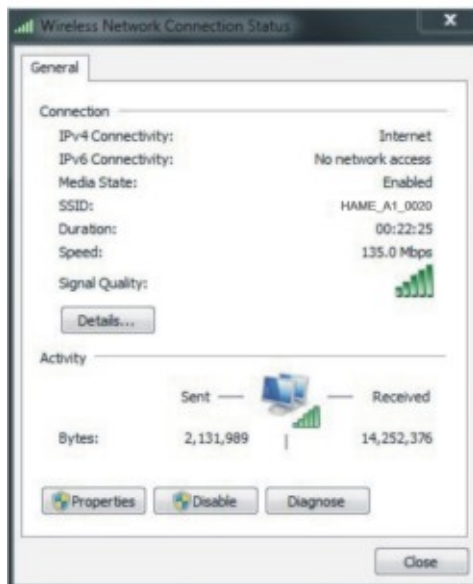 Wireless Network Connection Status
X
General
Connection
IPv4 Connectivity: Internet
IPv6 Connectivity: No network access
Media State: Enabled
SSID: HAME_A1_0020
Duration: 00:22:25
Speed: 135.0 Mbps
Signal Quality:
Details...
Activity
Sent — — Received
Bytes: 2,131,989 | 14,252,376
Properties Disable Diagnose
Close